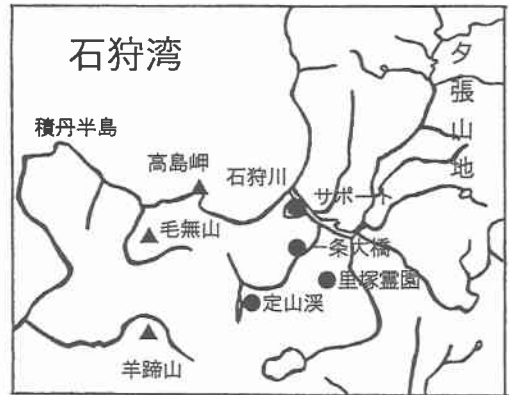 石狩湾
夕張山地
積丹半島
高島岬
石狩川
サポート
毛無山
一条大橋
里塚霊園
定山渓
羊蹄山